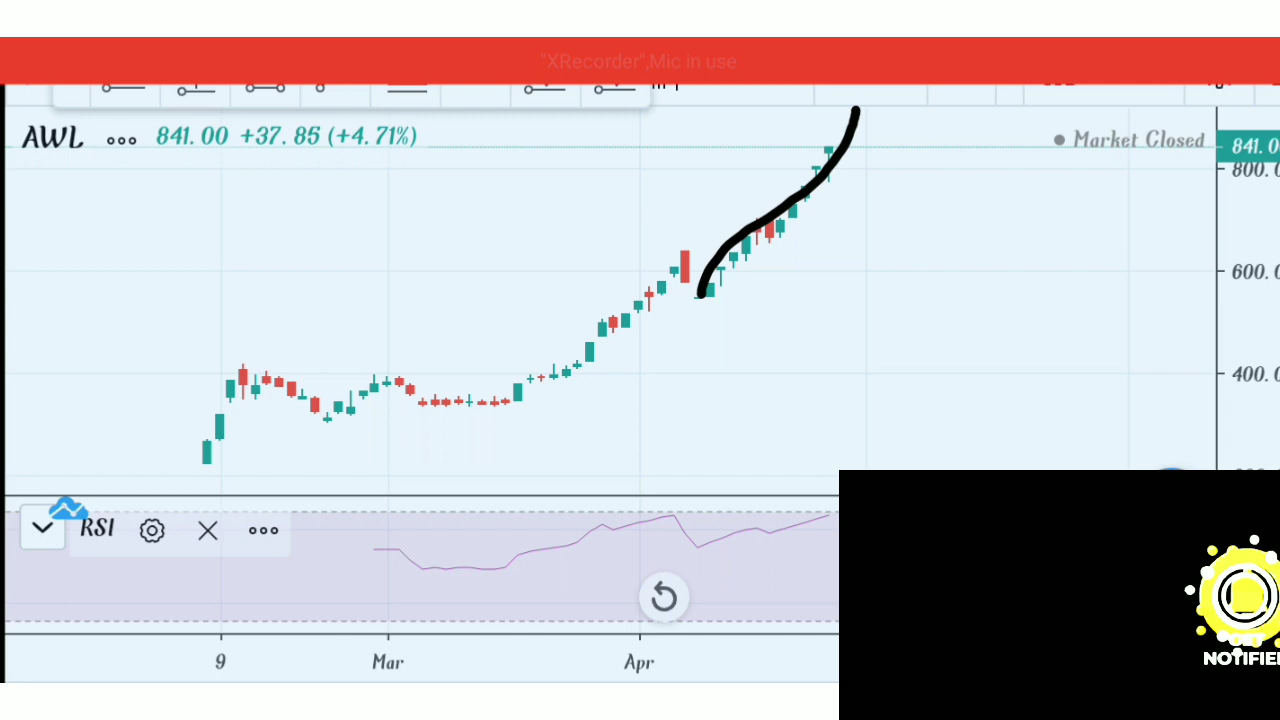 "XRecorder",Mic in use
AWL 841.00 +37.85 (+4.71%)
Market Closed
841.0
800.0
600.0
400.0
RSI
9 Mar Apr
NOTIFIE